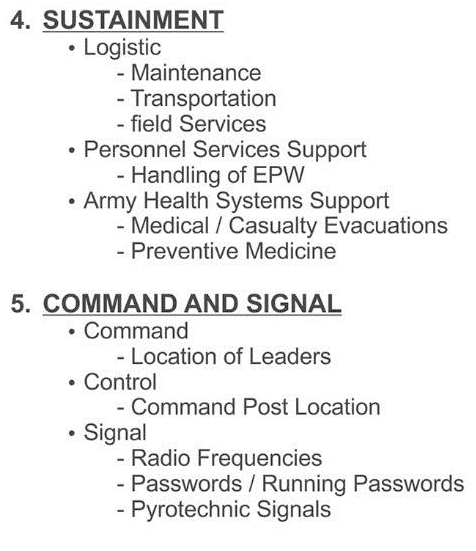 4. SUSTAINMENT
• Logistic
- Maintenance
- Transportation
- field Services
• Personnel Services Support
- Handling of EPW
• Army Health Systems Support
- Medical / Casualty Evacuations
- Preventive Medicine
5. COMMAND AND SIGNAL
• Command
- Location of Leaders
• Control
- Command Post Location
• Signal
- Radio Frequencies
- Passwords / Running Passwords
- Pyrotechnic Signals